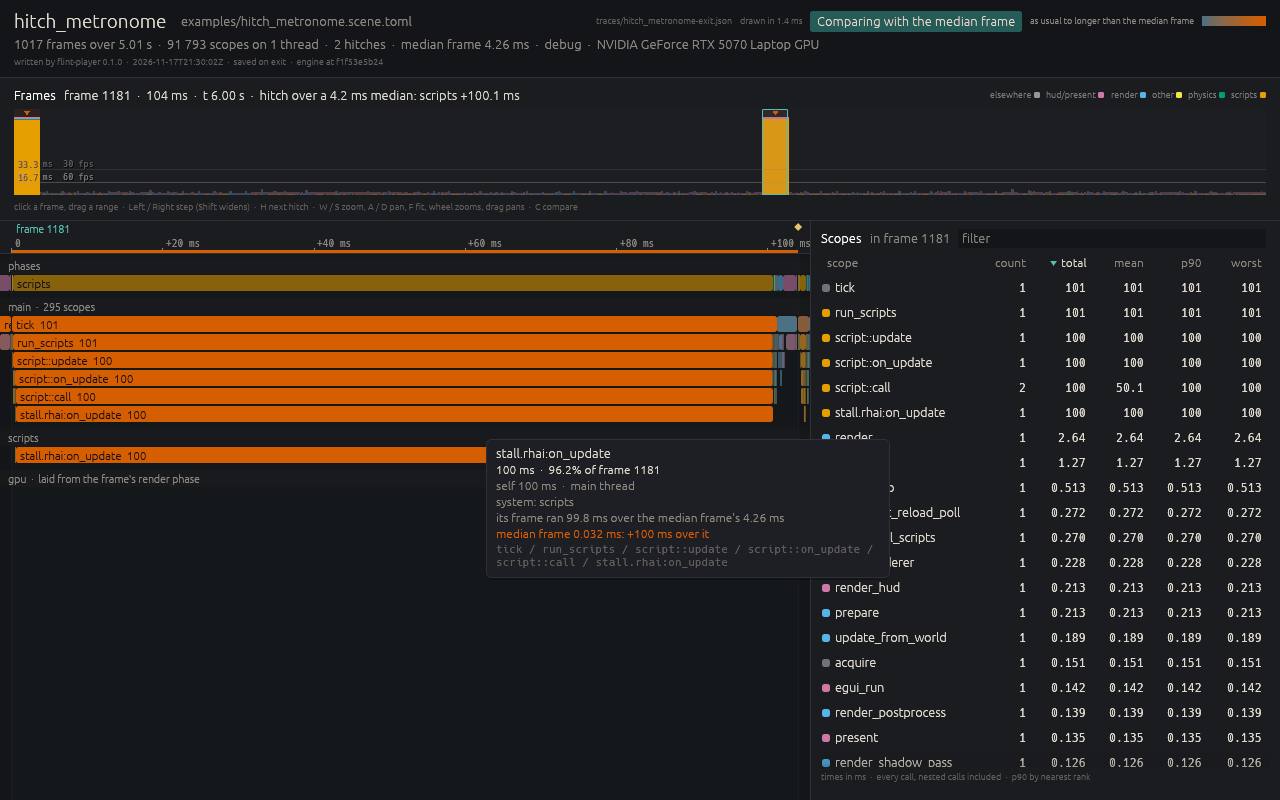 hitch_metronome examples/hitch_metronome.scene.toml traces/hitch_metronome-exit.json drawn in 1.4 ms Comparing with the median frame as usual to longer than the median frame
1017 frames over 5.01 s · 91 793 scopes on 1 thread · 2 hitches · median frame 4.26 ms · debug · NVIDIA GeForce RTX 5070 Laptop GPU
written by flint-player 0.1.0 · 2026-11-17T21:30:02Z · saved on exit · engine at f1f53e5b24
Frames frame 1181 · 104 ms · t 6.00 s · hitch over a 4.2 ms median: scripts +100.1 ms elsewhere hud/present render other physics scripts
33.3 ms 30 fps
16.7 ms 60 fps
click a frame, drag a range · Left / Right step (Shift widens) · H next hitch · W / S zoom, A / D pan, F fit, wheel zooms, drag pans · C compare
frame 1181
0 +20 ms +40 ms +60 ms +80 ms +100 ms
phases
scripts
main · 295 scopes
tick 101
run_scripts 101
script::update 100
script::on_update 100
script::call 100
stall.rhai:on_update 100
scripts
stall.rhai:on_update 100
gpu · laid from the frame's render phase
stall.rhai:on_update
100 ms · 96.2% of frame 1181
self 100 ms · main thread
system: scripts
its frame ran 99.8 ms over the median frame's 4.26 ms
median frame 0.032 ms: +100 ms over it
tick / run_scripts / script::update / script::on_update /
script::call / stall.rhai:on_update
Scopes in frame 1181 filter
scope count total mean p90 worst
tick 1 101 101 101 101
run_scripts 1 101 101 101 101
script::update 1 100 100 100 100
script::on_update 1 100 100 100 100
script::call 2 100 50.1 100 100
stall.rhai:on_update 1 100 100 100 100
render 1 2.64 2.64 2.64 2.64
1 1.27 1.27 1.27 1.27
1 0.513 0.513 0.513 0.513
t_reload_poll 1 0.272 0.272 0.272 0.272
l_scripts 1 0.270 0.270 0.270 0.270
erer 1 0.228 0.228 0.228 0.228
render_hud 1 0.213 0.213 0.213 0.213
prepare 1 0.213 0.213 0.213 0.213
update_from_world 1 0.189 0.189 0.189 0.189
acquire 1 0.151 0.151 0.151 0.151
egui_run 1 0.142 0.142 0.142 0.142
render_postprocess 1 0.139 0.139 0.139 0.139
present 1 0.135 0.135 0.135 0.135
render_shadow_pass 1 0.126 0.126 0.126 0.126
times in ms · every call, nested calls included · p90 by nearest rank